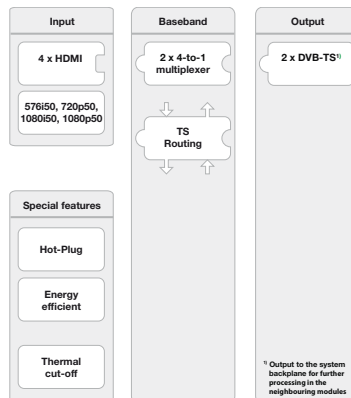 Input
4 x HDMI
576i50, 720p50,
1080i50, 1080p50
Special features
Hot-Plug
Energy
efficient
Thermal
cut-off
Baseband
2 x 4-to-1
multiplexer
TS
Routing
Output
2 x DVB-TS¹⁾
¹⁾ Output to the system
backplane for further
processing in the
neighbouring modules